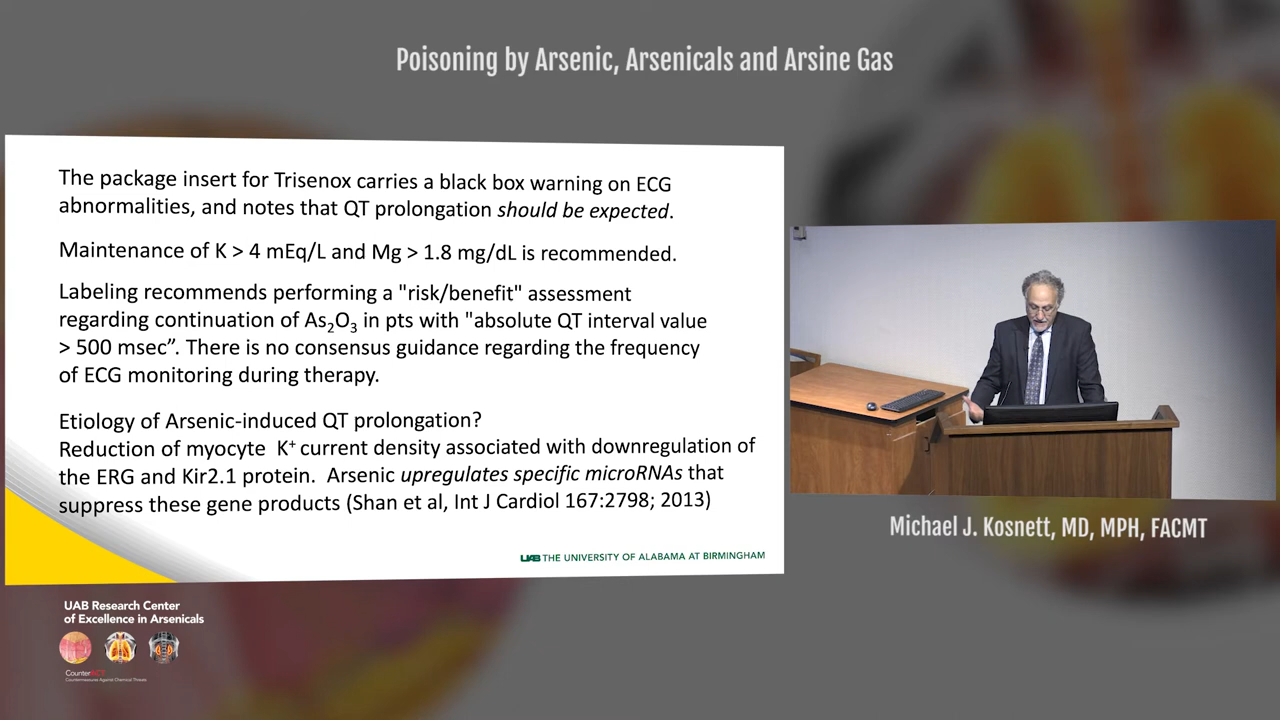 Poisoning by Arsenic, Arsenicals and Arsine Gas
The package insert for Trisenox carries a black box warning on ECG
abnormalities, and notes that QT prolongation should be expected.
Maintenance of K > 4 mEq/L and Mg > 1.8 mg/dL is recommended.
Labeling recommends performing a "risk/benefit" assessment
regarding continuation of As₂O₃ in pts with "absolute QT interval value
> 500 msec”. There is no consensus guidance regarding the frequency
of ECG monitoring during therapy.
Etiology of Arsenic-induced QT prolongation?
Reduction of myocyte K⁺ current density associated with downregulation of
the ERG and Kir2.1 protein. Arsenic upregulates specific microRNAs that
suppress these gene products (Shan et al, Int J Cardiol 167:2798; 2013)
UAB THE UNIVERSITY OF ALABAMA AT BIRMINGHAM
Michael J. Kosnett, MD, MPH, FACMT
UAB Research Center
of Excellence in Arsenicals
CounterACT
Countermeasures Against Chemical Threats